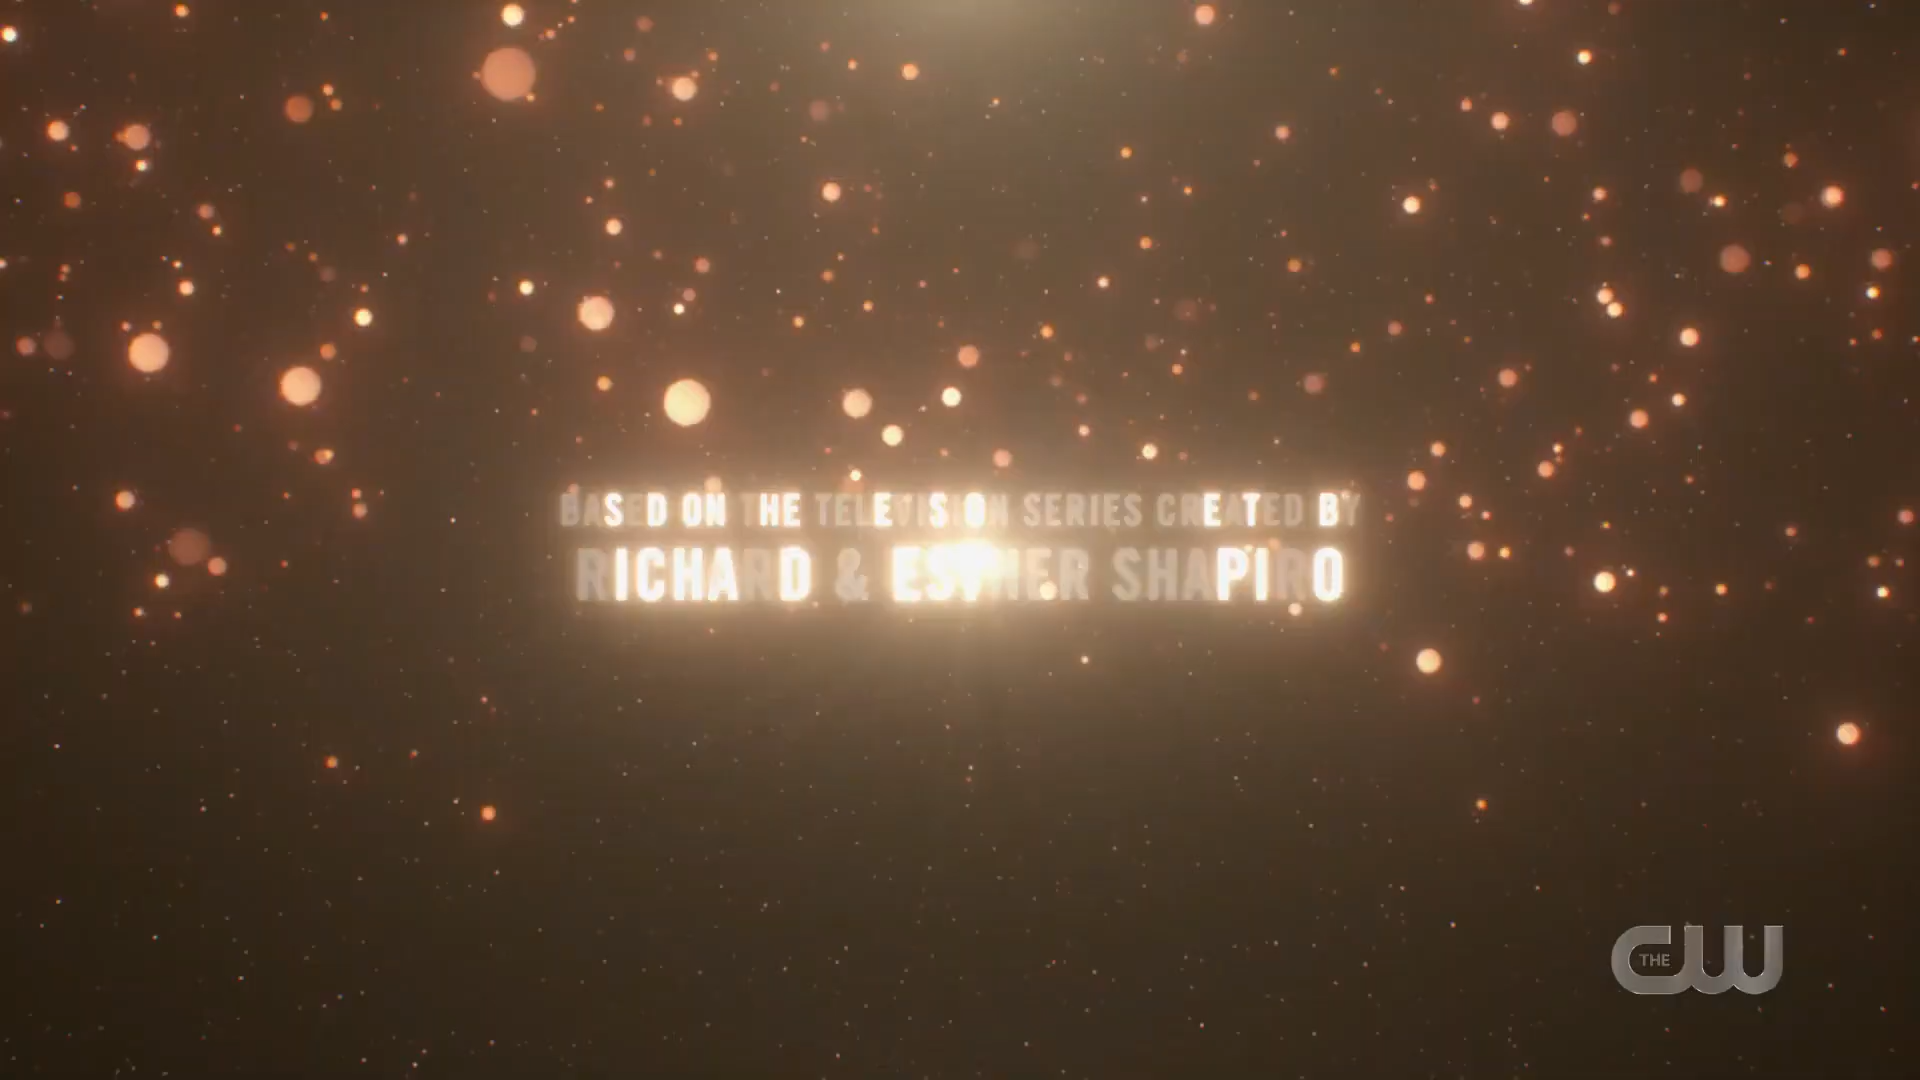 BASED ON THE TELEVISION SERIES CREATED BY
RICHARD & ESTHER SHAPIRO
THE CW